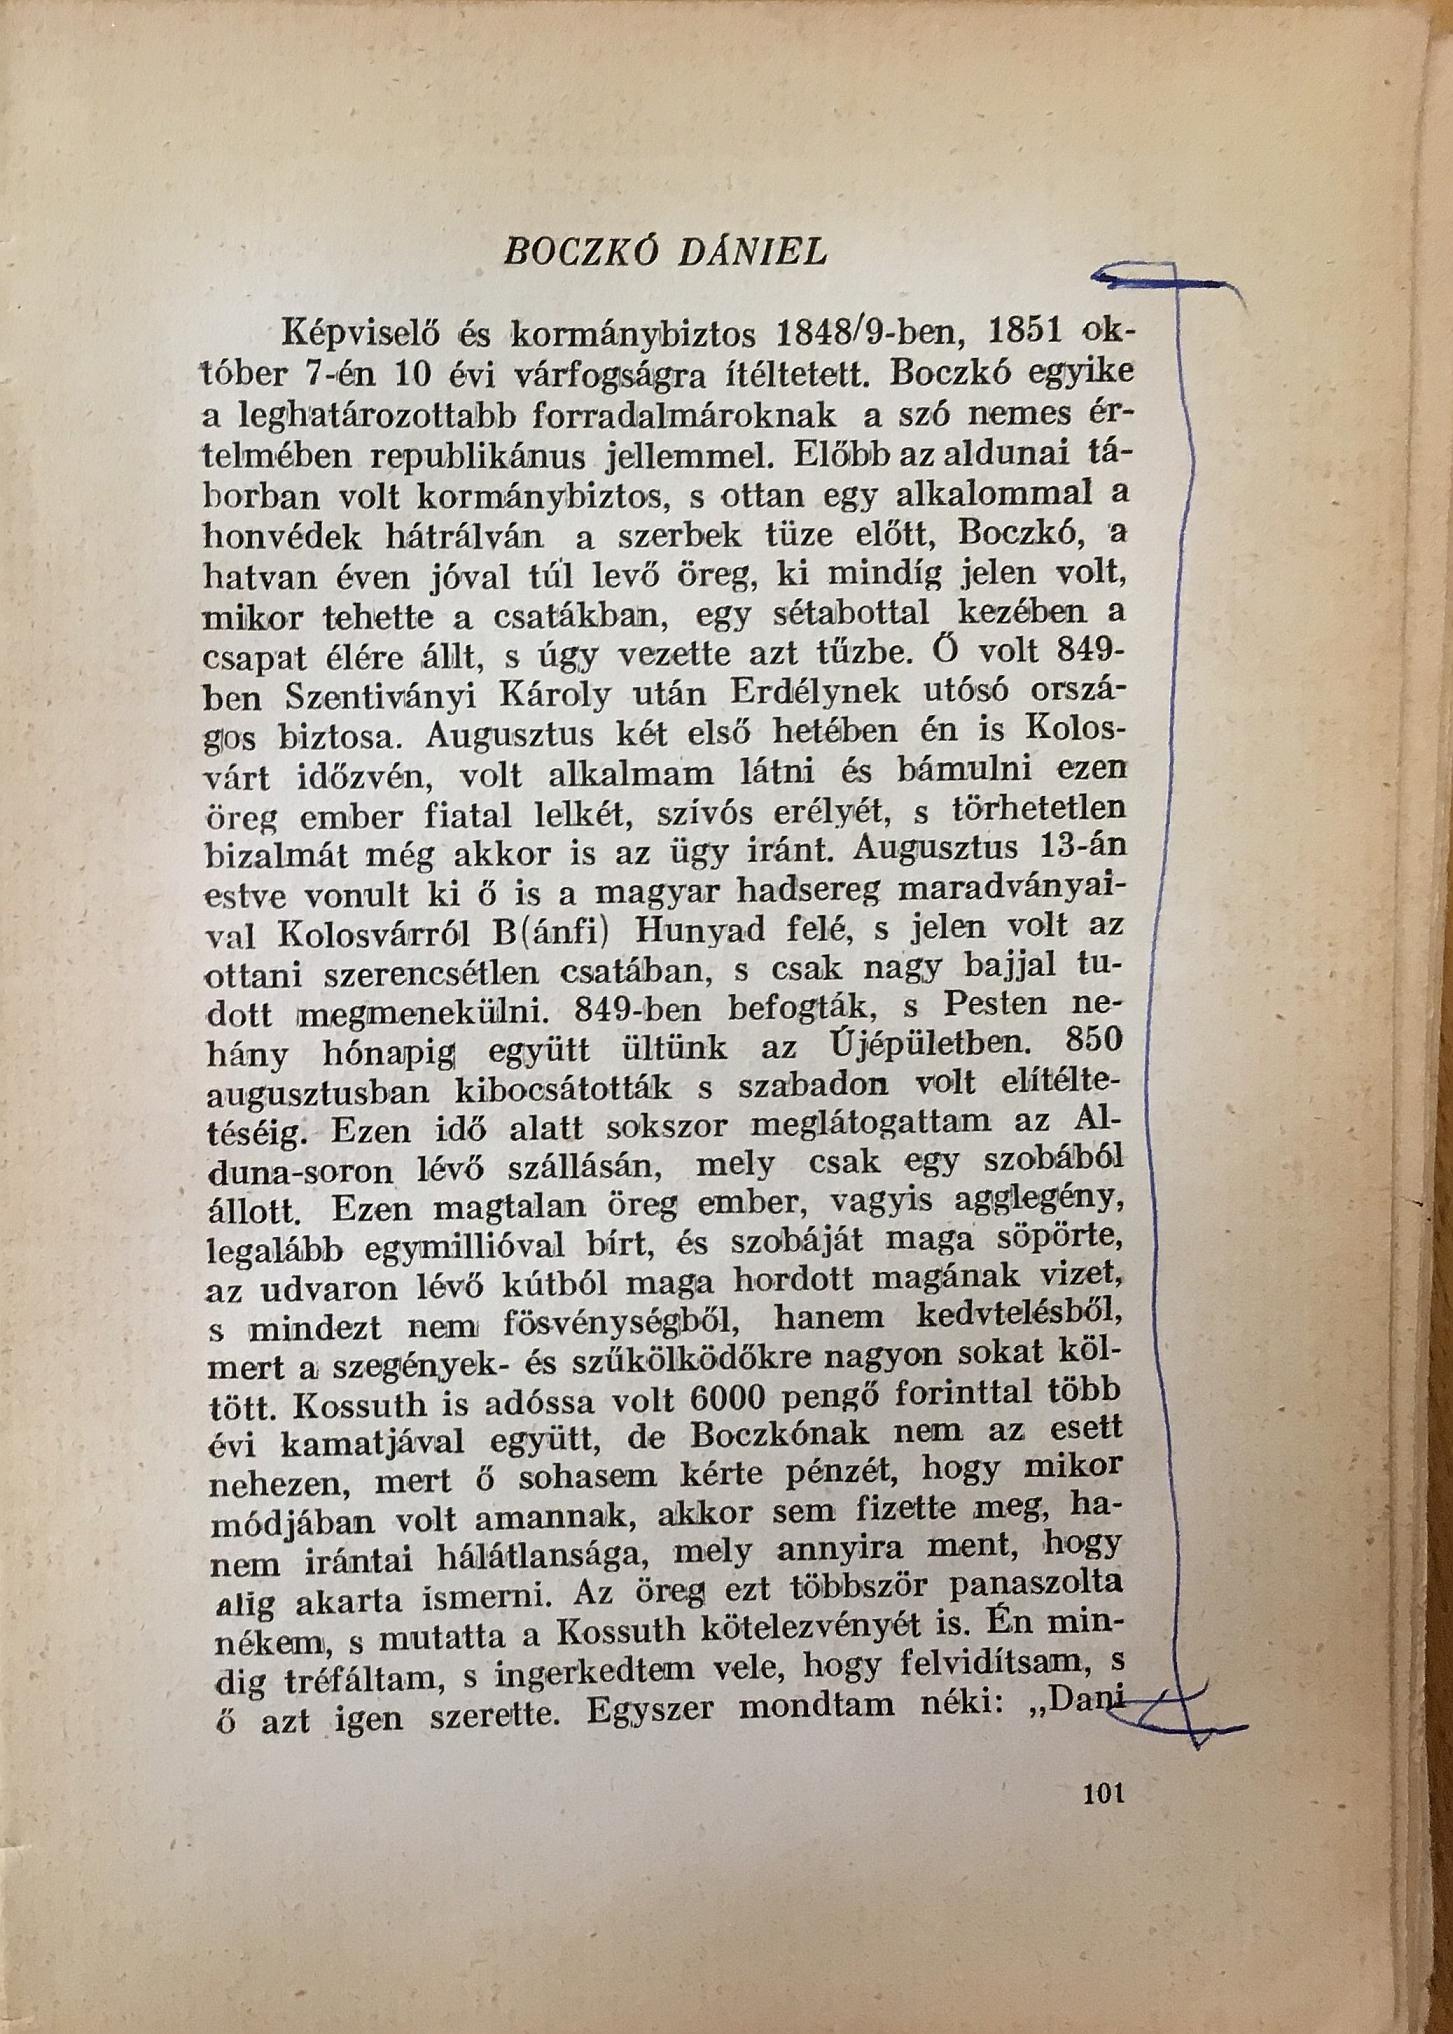 BOCZKÓ DÁNIEL
Képviselő és kormánybiztos 1848/9-ben, 1851 ok-
tóber 7-én 10 évi várfogságra ítéltetett. Boczkó egyike
a leghatározottabb forradalmároknak a szó nemes ér-
telmében republikánus jellemmel. Előbb az aldunai tá-
borban volt kormánybiztos, s ottan egy alkalommal a
honvédek hátrálván a szerbek tüze előtt, Boczkó, a
hatvan éven jóval túl levő öreg, ki mindíg jelen volt,
mikor tehette a csatákban, egy sétabottal kezében a
csapat élére állt, s úgy vezette azt tűzbe. Ő volt 849-
ben Szentiványi Károly után Erdélynek utósó orszá-
gos biztosa. Augusztus két első hetében én is Kolos-
várt időzvén, volt alkalmam látni és bámulni ezen
öreg ember fiatal lelkét, szívós erélyét, s törhetetlen
bizalmát még akkor is az ügy iránt. Augusztus 13-án
estve vonult ki ő is a magyar hadsereg maradványai-
val Kolosvárról B(ánfi) Hunyad felé, s jelen volt az
ottani szerencsétlen csatában, s csak nagy bajjal tu-
dott megmenekülni. 849-ben befogták, s Pesten ne-
hány hónapig együtt ültünk az Újépületben. 850
augusztusban kibocsátották s szabadon volt elítélte-
téséig. Ezen idő alatt sokszor meglátogattam az Al-
duna-soron lévő szállásán, mely csak egy szobából
állott. Ezen magtalan öreg ember, vagyis agglegény,
legalább egymillióval bírt, és szobáját maga söpörte,
az udvaron lévő kútból maga hordott magának vizet,
s mindezt nem fösvénységből, hanem kedvtelésből,
mert a szegények- és szűkölködőkre nagyon sokat köl-
tött. Kossuth is adóssa volt 6000 pengő forinttal több
évi kamatjával együtt, de Boczkónak nem az esett
nehezen, mert ő sohasem kérte pénzét, hogy mikor
módjában volt amannak, akkor sem fizette meg, ha-
nem irántai hálátlansága, mely annyira ment, hogy
alig akarta ismerni. Az öreg ezt többször panaszolta
nékem, s mutatta a Kossuth kötelezvényét is. Én min-
dig tréfáltam, s ingerkedtem vele, hogy felvidítsam, s
ő azt igen szerette. Egyszer mondtam néki: „Dani
101